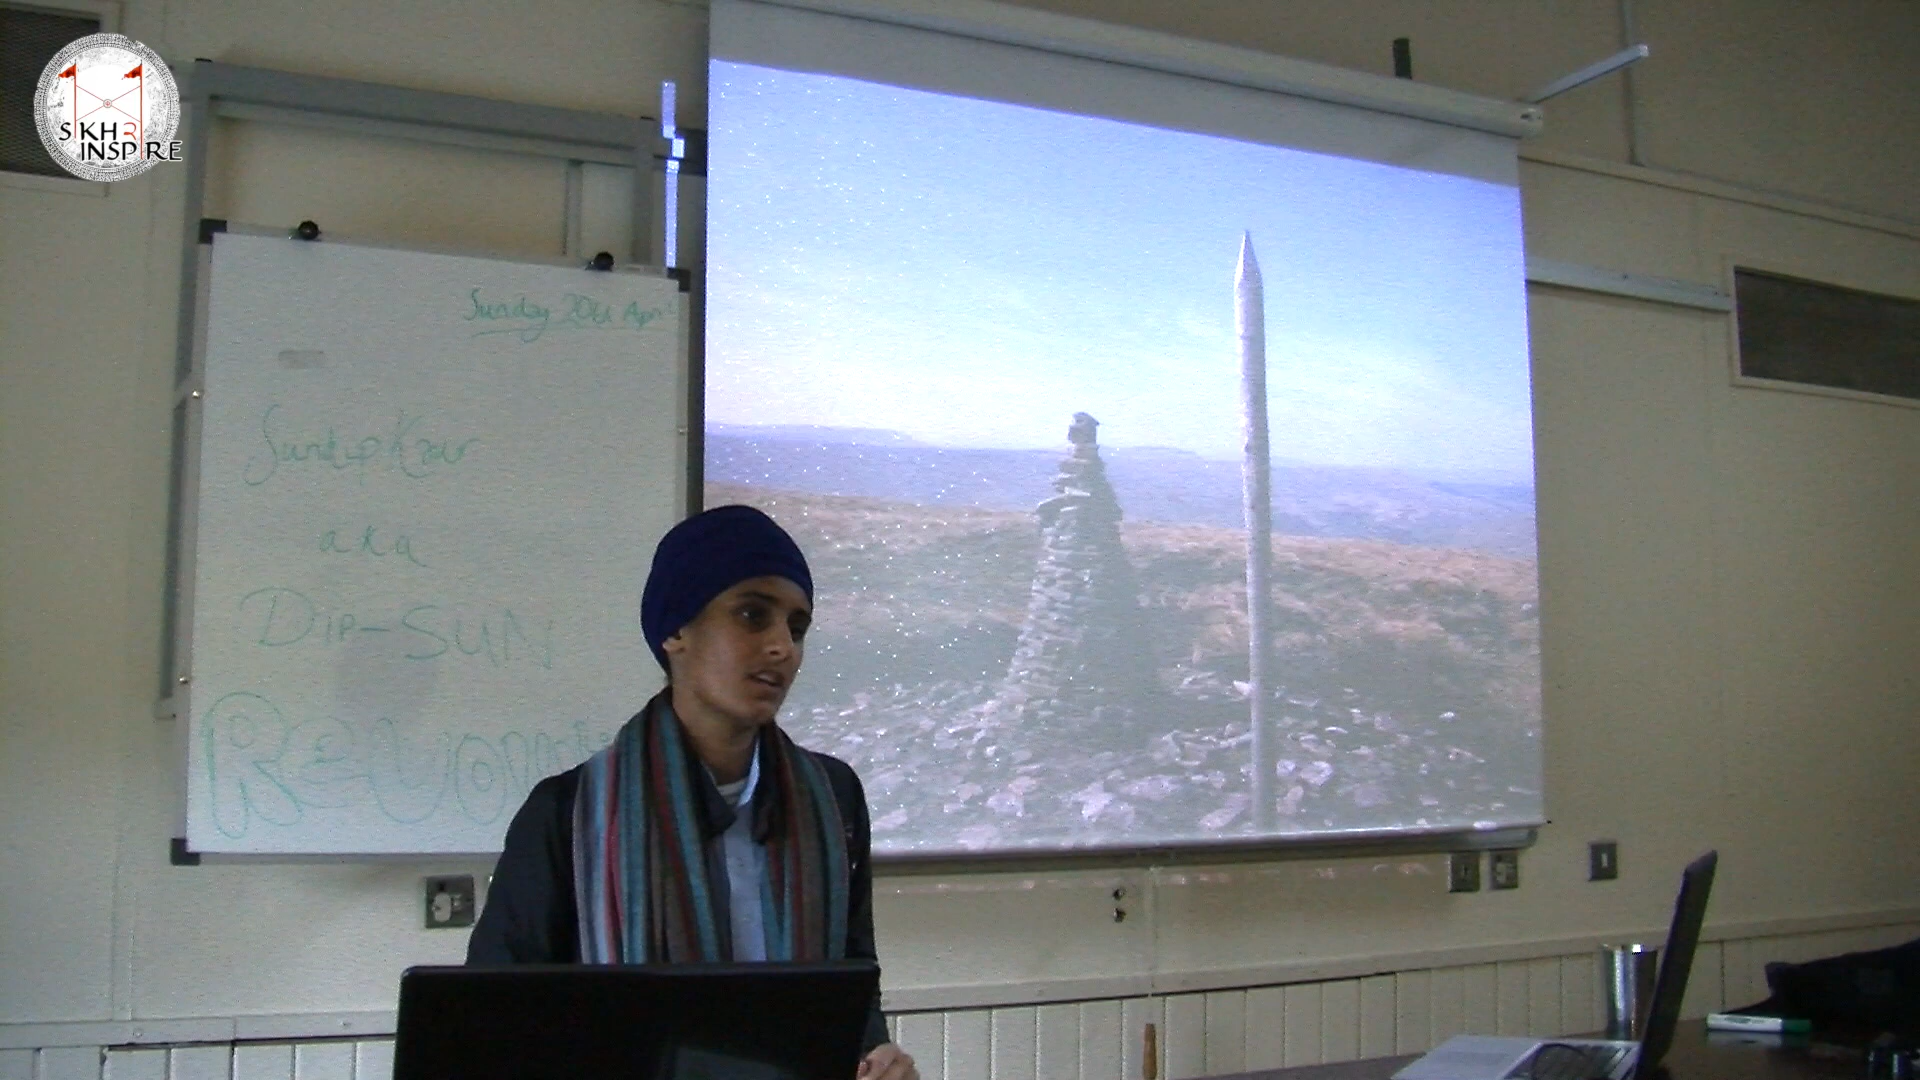 SIKH
INSPIRE
Sunday 20th April
Sundip Kaur
aka
DIP-SUN